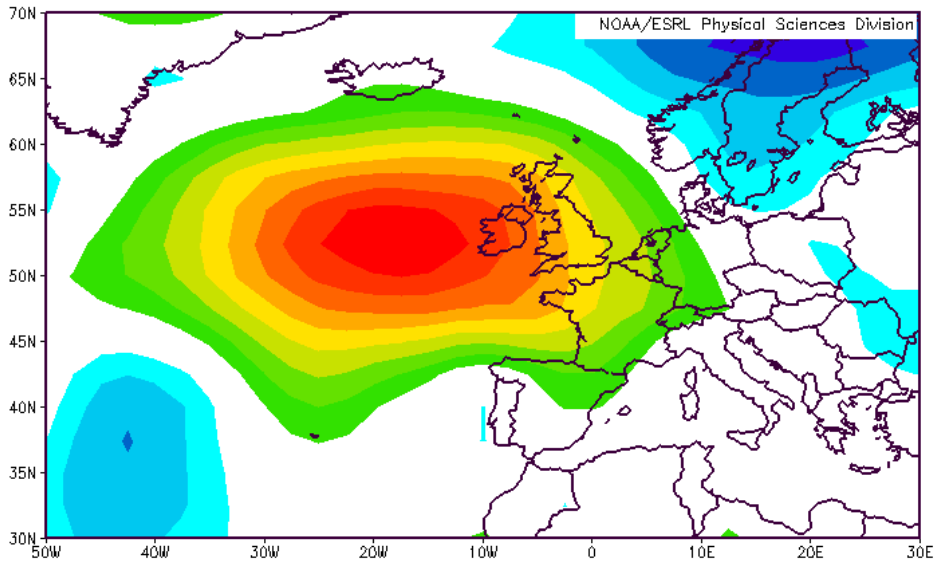 NOAA/ESRL Physical Sciences Division
70N
65N
60N
55N
50N
45N
40N
35N
30N
50W 40W 30W 20W 10W 0 10E 20E 30E